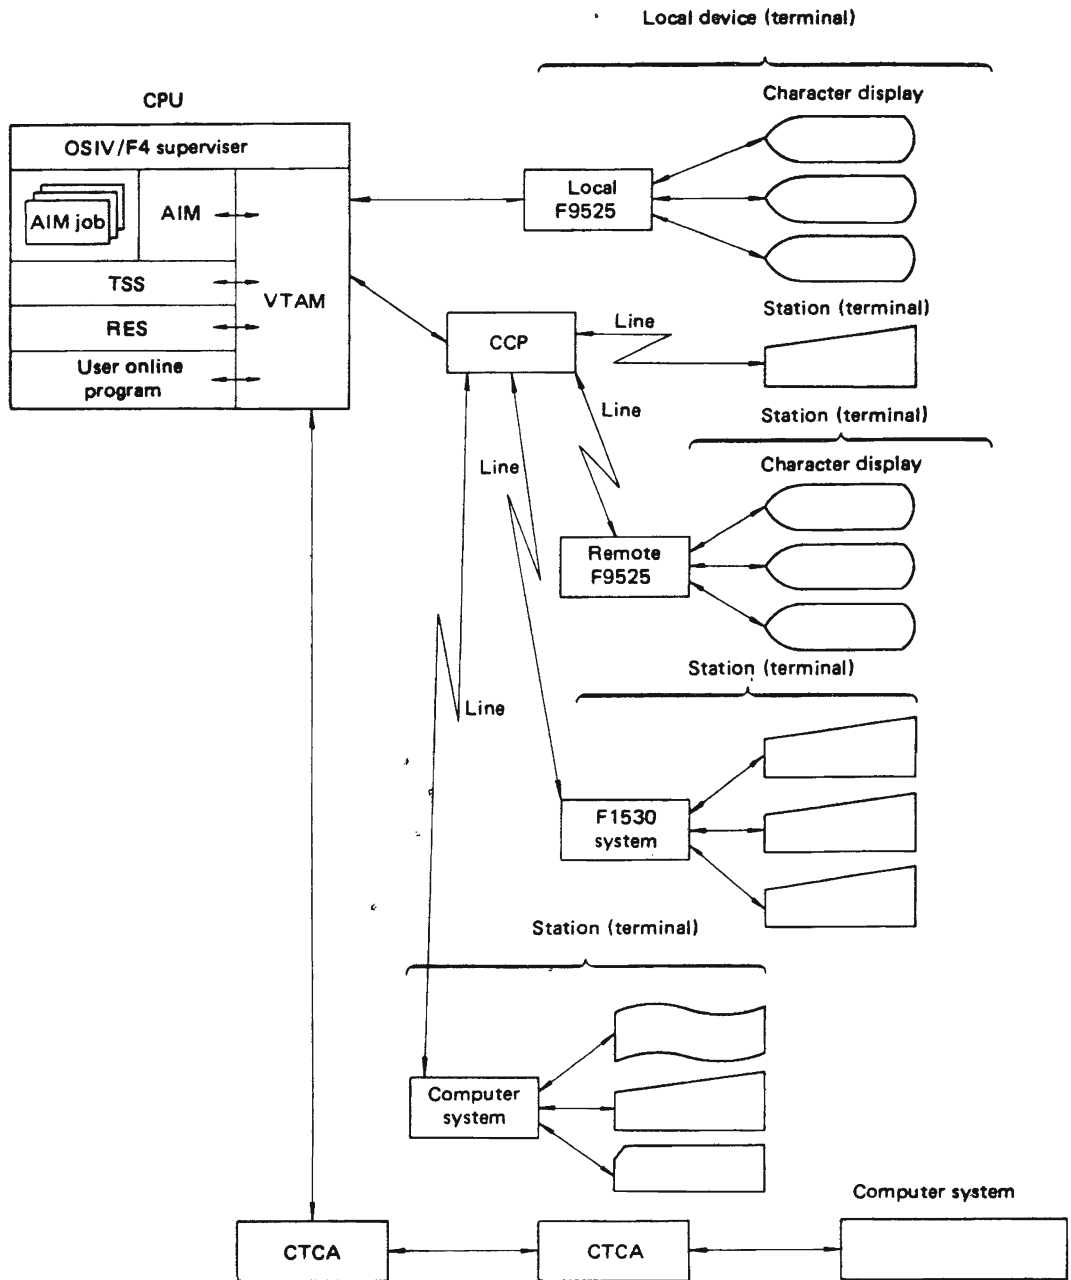 Local device (terminal)
CPU
Character display
OSIV/F4 superviser
AIM job
AIM
Local
F9525
TSS
VTAM
RES
User online
program
Station (terminal)
Line
CCP
Line
Station (terminal)
Line
Character display
Remote
F9525
Station (terminal)
Line
F1530
system
Station (terminal)
Computer
system
Computer system
CTCA
CTCA